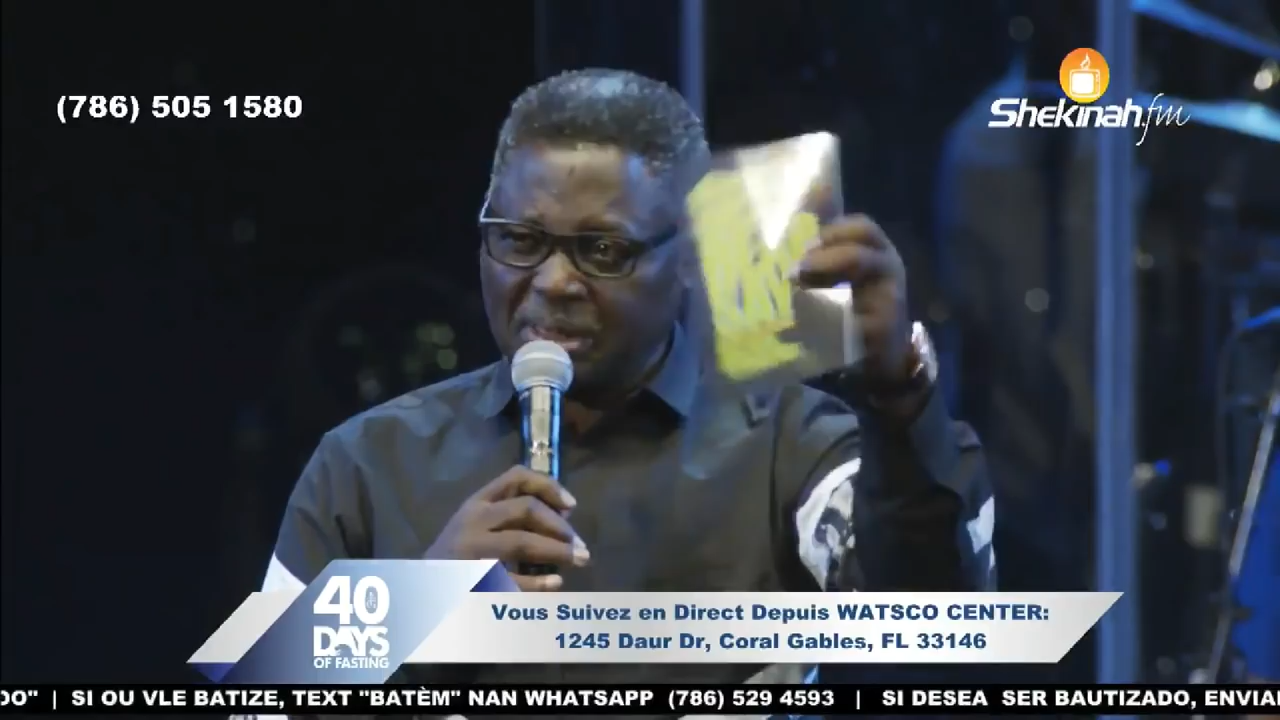 (786) 505 1580
Shekinah.fm
40
DAYS
OF FASTING
Vous Suivez en Direct Depuis WATSCO CENTER:
1245 Daur Dr, Coral Gables, FL 33146
DO" | SI OU VLE BATIZE, TEXT "BATÈM" NAN WHATSAPP (786) 529 4593 | SI DESEA SER BAUTIZADO, ENVIA